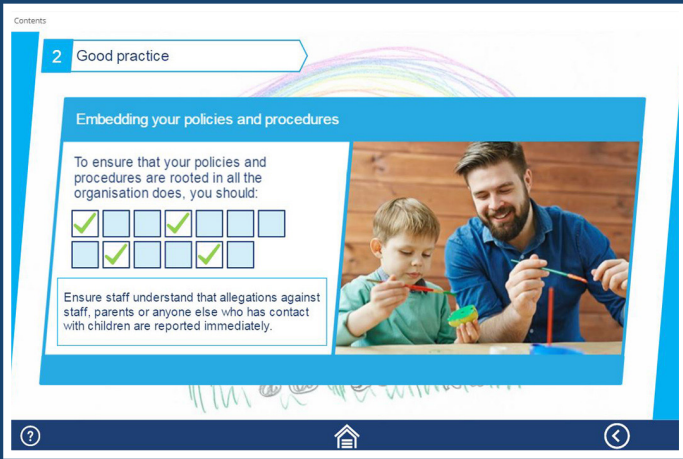 Contents
2 Good practice
Embedding your policies and procedures
To ensure that your policies and
procedures are rooted in all the
organisation does, you should:
Ensure staff understand that allegations against
staff, parents or anyone else who has contact
with children are reported immediately.
?